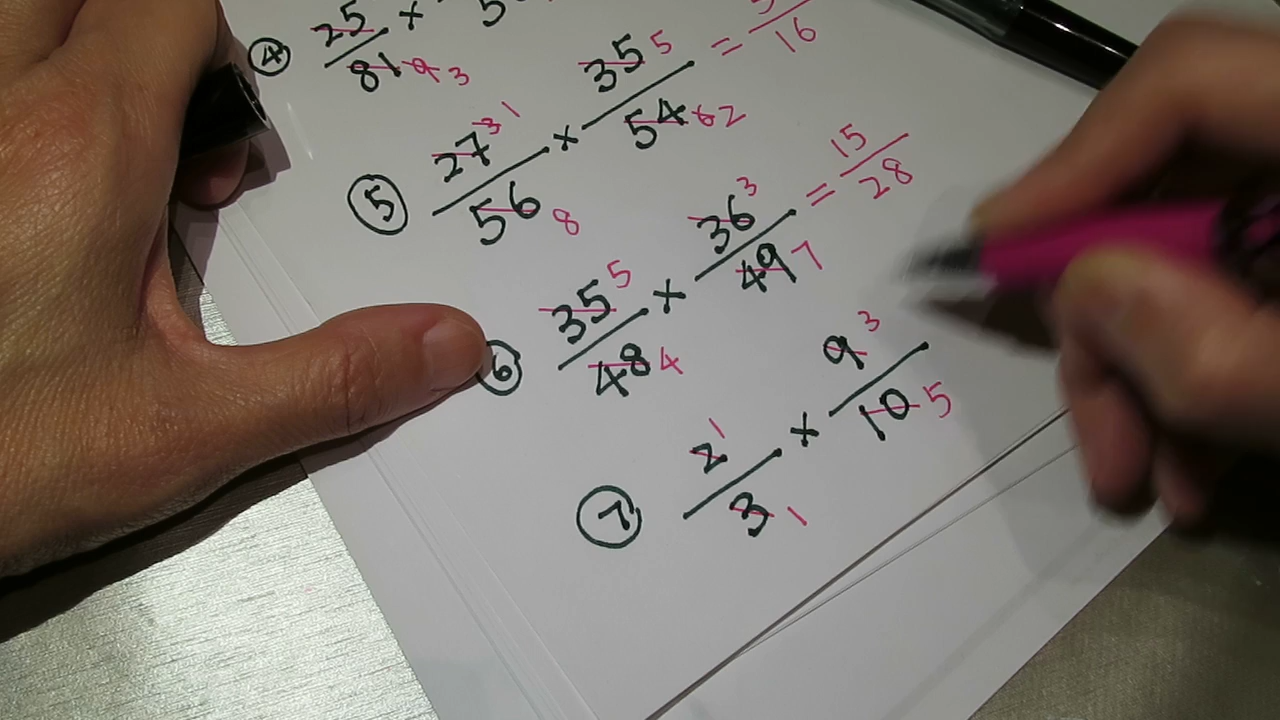 ④ 25/81 9 3 × 5
⑤ 27 3 1/56 8 × 35 5/54 6 2 = 5/16
⑥ 35 5/48 4 × 36 3/49 7 = 15/28
⑦ 2 1/3 1 × 9 3/10 5